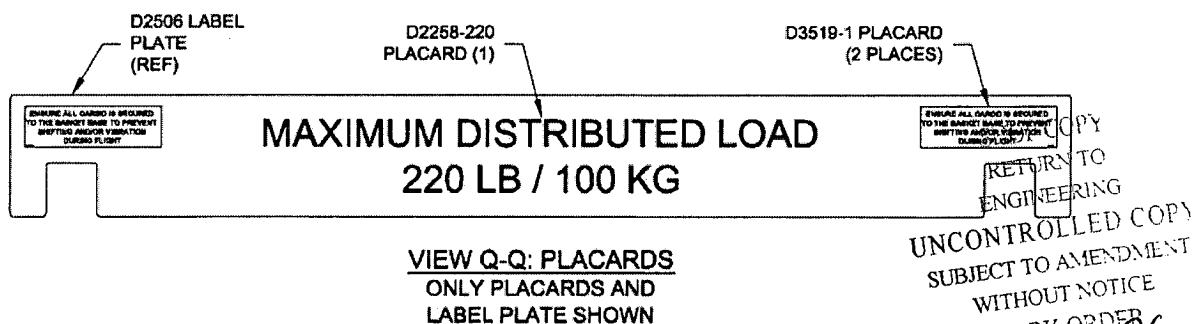 D2506 LABEL
PLATE
(REF)
D2258-220
PLACARD (1)
D3519-1 PLACARD
(2 PLACES)
ENSURE ALL CARGO IS SECURED
TO THE BASKET BASE TO PREVENT
SHIFTING AND/OR VIBRATION
DURING FLIGHT
MAXIMUM DISTRIBUTED LOAD
220 LB / 100 KG
ENSURE ALL CARGO IS SECURED
TO THE BASKET BASE TO PREVENT
SHIFTING AND/OR VIBRATION
DURING FLIGHT
COPY
RETURN TO
ENGINEERING
UNCONTROLLED COPY
SUBJECT TO AMENDMENT
WITHOUT NOTICE
ORDER
VIEW Q-Q: PLACARDS
ONLY PLACARDS AND
LABEL PLATE SHOWN